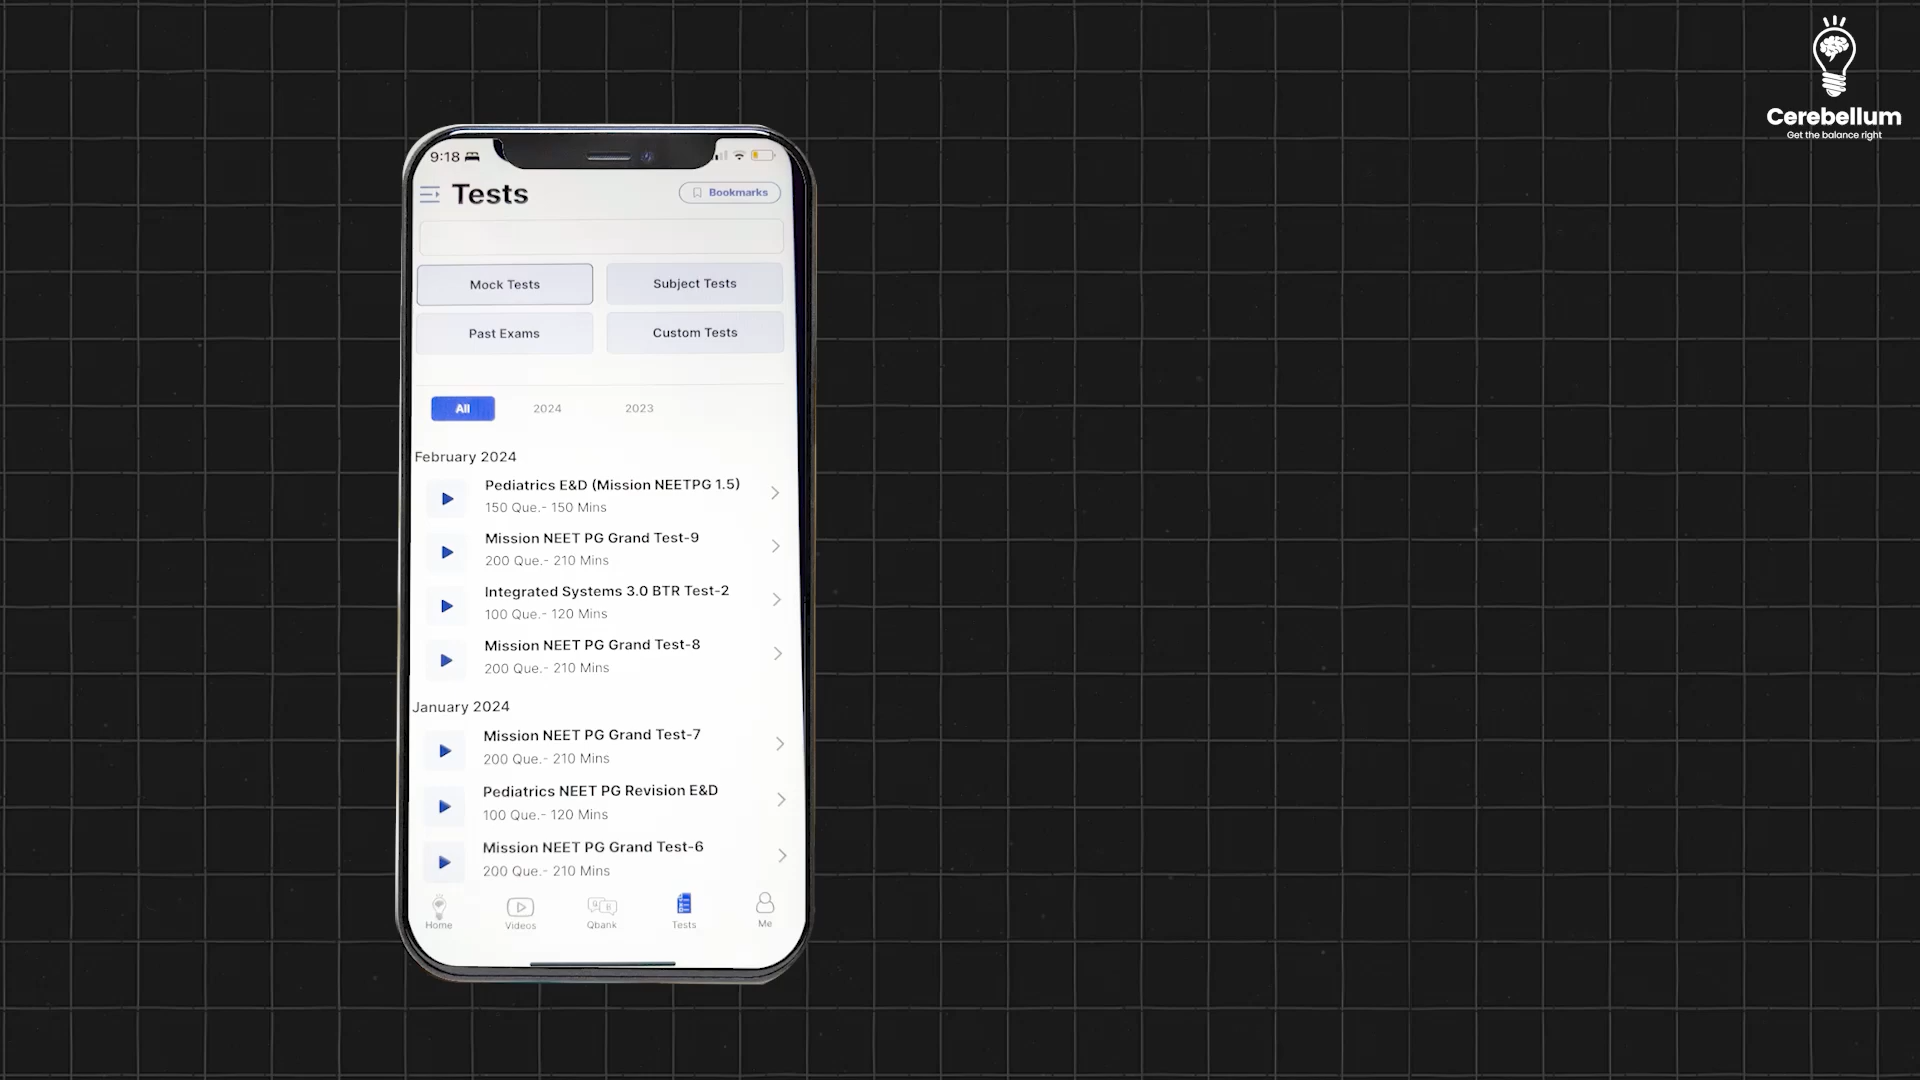 Cerebellum
Get the balance right
9:18
Tests
Bookmarks
Mock Tests
Subject Tests
Past Exams
Custom Tests
All
2024
2023
February 2024
Pediatrics E&D (Mission NEETPG 1.5)
150 Que.- 150 Mins
Mission NEET PG Grand Test-9
200 Que.- 210 Mins
Integrated Systems 3.0 BTR Test-2
100 Que.- 120 Mins
Mission NEET PG Grand Test-8
200 Que.- 210 Mins
January 2024
Mission NEET PG Grand Test-7
200 Que.- 210 Mins
Pediatrics NEET PG Revision E&D
100 Que.- 120 Mins
Mission NEET PG Grand Test-6
200 Que.- 210 Mins
Home
Videos
Qbank
Tests
Me